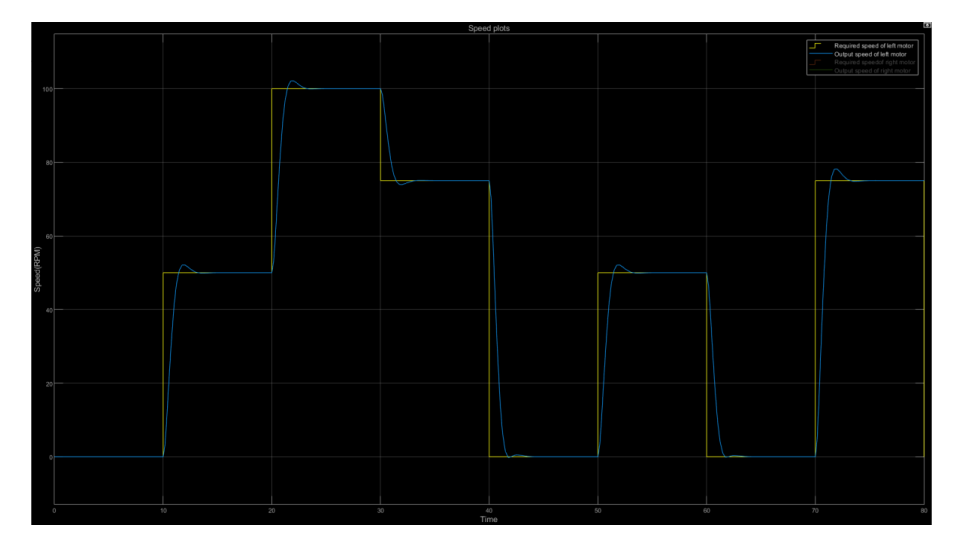 Speed plots
Required speed of left motor
Output speed of left motor
Required speedof right motor
Output speed of right motor
100
80
60
40
20
0
Speed(RPM)
0 10 20 30 40 50 60 70 80
Time